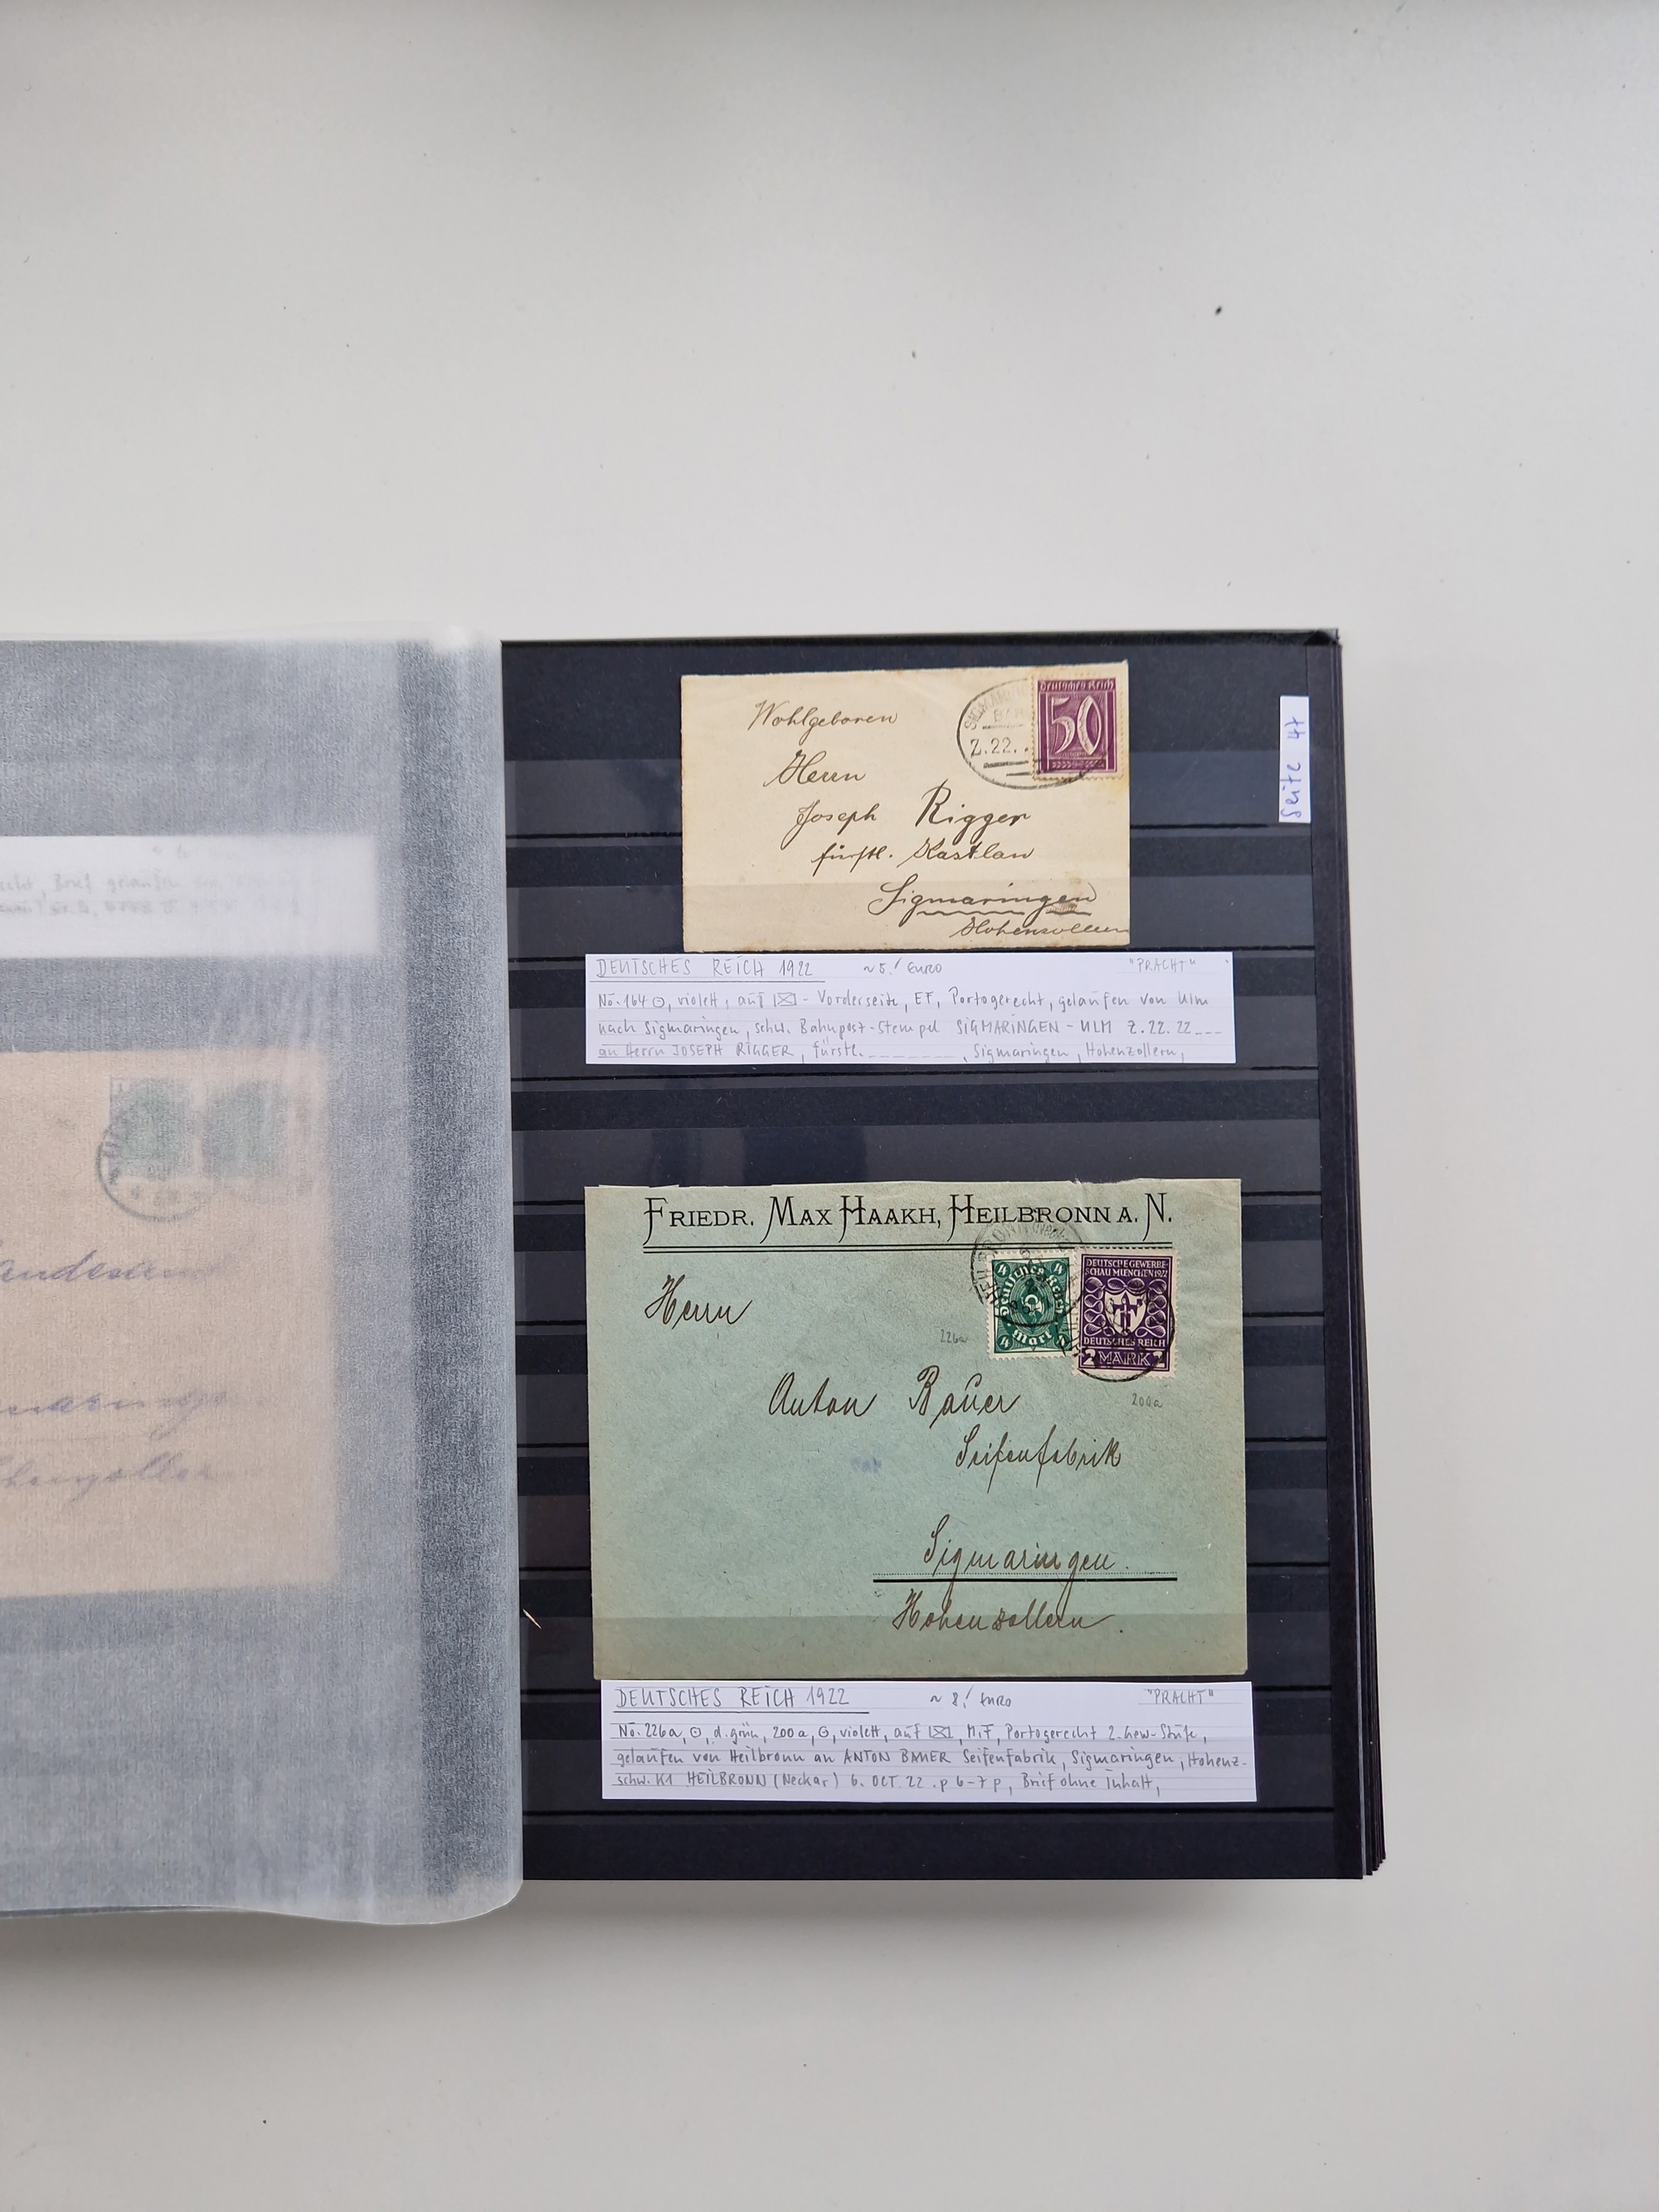 Seite 47
Wohlgeboren
Herrn
Joseph Rigger
fürstl. Kastlan
Sigmaringen
Hohenzollern
Z.22.
Deutsches Reich
50
DEUTSCHES REICH 1922 ~5.- EURO "PRACHT"
No. 164 ⊙, violett, auf ✉ - Vorderseite, EF, Portogerecht, gelaufen von Ulm
nach Sigmaringen, schw. Bahnpost-Stempel SIGMARINGEN - ULM Z. 22. 22 _ _ _
an Herrn JOSEPH RIGGER, fürstl. _ _ _ _ _ _ _, Sigmaringen, Hohenzollern,
FRIEDR. MAX HAAKH, HEILBRONN A. N.
4 4
Deutsches Reich
4 Mark 4
DEUTSCHE GEWERBE-
SCHAU MUENCHEN 1922
DEUTSCHES REICH
2 MARK 2
226a
200a
Herrn
Anton Bauer
Seifenfabrik
Sigmaringen.
Hohenzollern.
DEUTSCHES REICH 1922 ~ 8.- EURO "PRACHT"
No. 226a, ⊙, d. grün, 200a, ⊙, violett, auf ✉, MiF, Portogerecht 2. Gew-Stufe,
gelaufen von Heilbronn an ANTON BAUER Seifenfabrik, Sigmaringen, Hohenz-
schw. K1 HEILBRONN (Neckar) 6. OCT. 22. p 6-7 p, Brief ohne Inhalt,